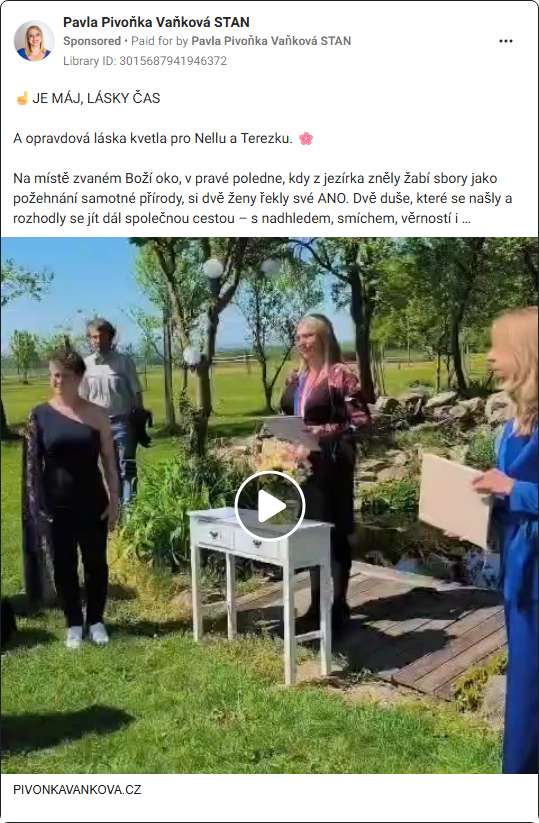 Pavla Pivoňka Vaňková STAN
Sponsored • Paid for by Pavla Pivoňka Vaňková STAN
Library ID: 3015687941946372
☝️ JE MÁJ, LÁSKY ČAS
A opravdová láska kvetla pro Nellu a Terezku. 🌸
Na místě zvaném Boží oko, v pravé poledne, kdy z jezírka zněly žabí sbory jako
požehnání samotné přírody, si dvě ženy řekly své ANO. Dvě duše, které se našly a
rozhodly se jít dál společnou cestou – s nadhledem, smíchem, věrností i ...
PIVONKAVANKOVA.CZ